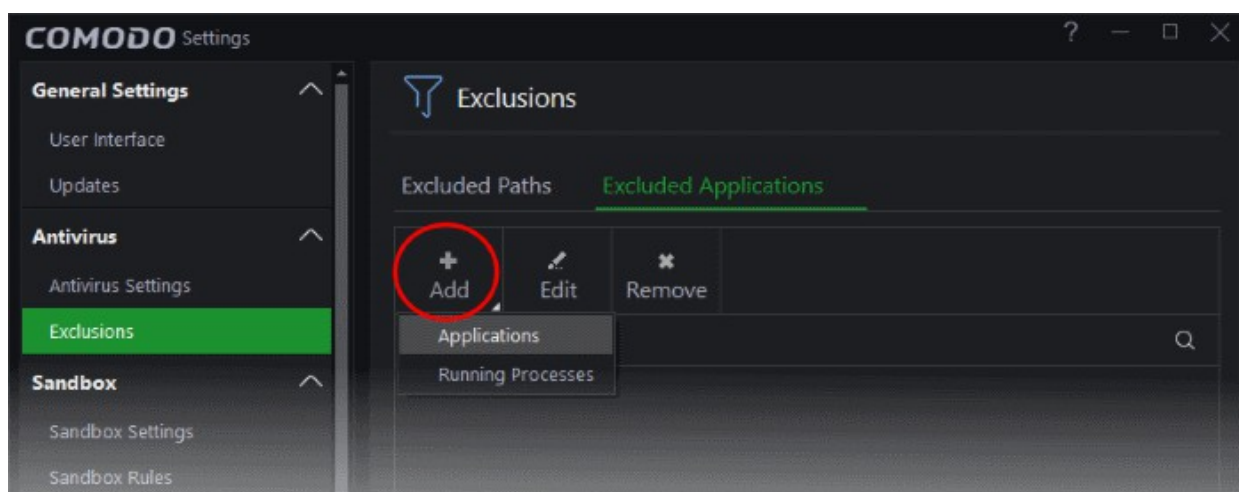 COMODO Settings
?
General Settings
User Interface
Updates
Antivirus
Antivirus Settings
Exclusions
Sandbox
Sandbox Settings
Sandbox Rules
Exclusions
Excluded Paths Excluded Applications
Add Edit Remove
Applications
Running Processes